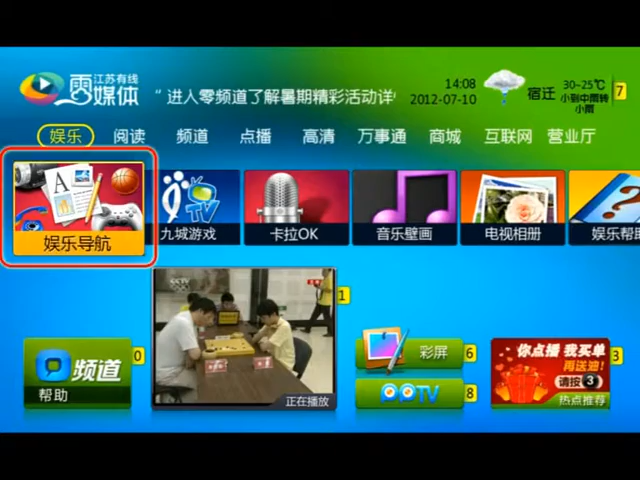 江苏有线
云媒体
“ 进入零频道了解暑期精彩活动详
14:08
2012-07-10
宿迁
30~25℃
小到中雨转
小雨
7
娱乐 阅读 频道 点播 高清 万事通 商城 互联网 营业厅
A
娱乐导航
TV
九城游戏
卡拉OK
音乐壁画
电视相册
?
娱乐帮助
频道
帮助
0
正在播放
1
彩屏
6
PPTV
8
你点播 我买单
再送油!
请按 3
热点推荐
3